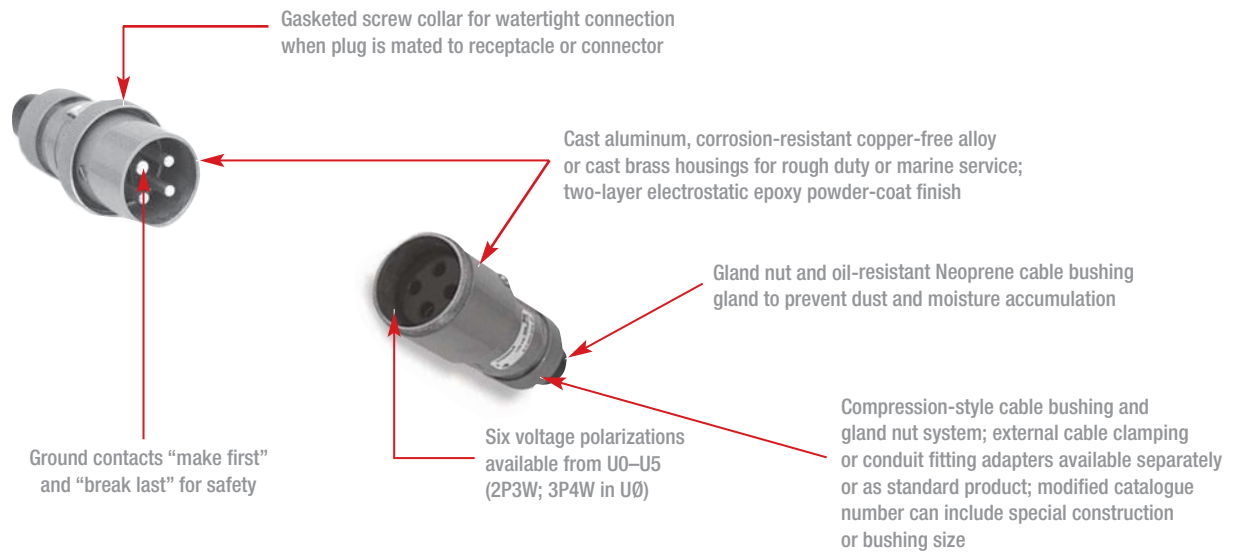 Gasketed screw collar for watertight connection
when plug is mated to receptacle or connector
Cast aluminum, corrosion-resistant copper-free alloy
or cast brass housings for rough duty or marine service;
two-layer electrostatic epoxy powder-coat finish
Gland nut and oil-resistant Neoprene cable bushing
gland to prevent dust and moisture accumulation
Ground contacts “make first”
and “break last” for safety
Six voltage polarizations
available from U0–U5
(2P3W; 3P4W in UØ)
Compression-style cable bushing and
gland nut system; external cable clamping
or conduit fitting adapters available separately
or as standard product; modified catalogue
number can include special construction
or bushing size